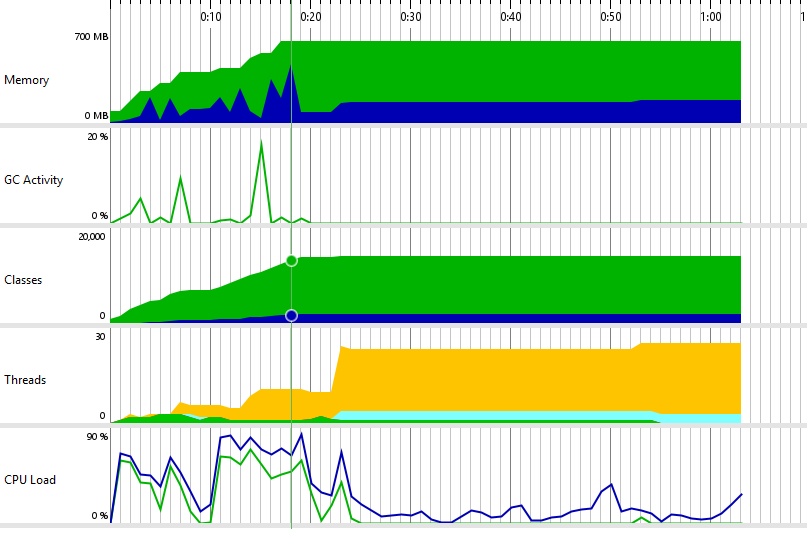 0:10 0:20 0:30 0:40 0:50 1:00 1
700 MB
Memory
0 MB
20 %
GC Activity
0 %
20,000
Classes
0
30
Threads
0
90 %
CPU Load
0 %